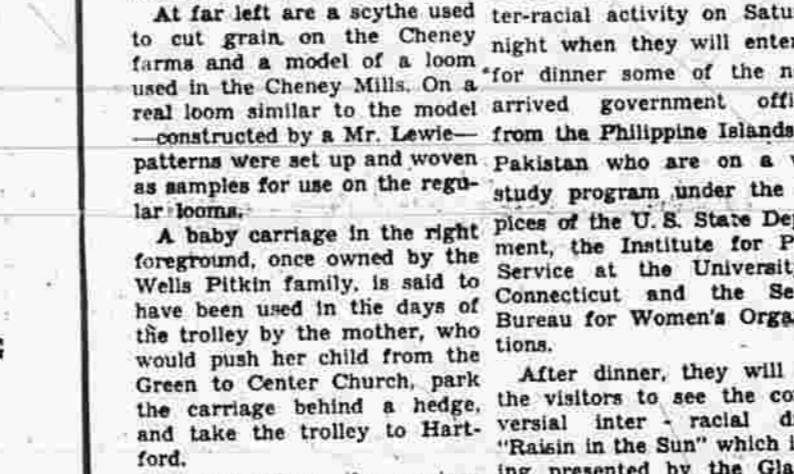 At far left are a scythe used
to cut grain on the Cheney
farms and a model of a loom
used in the Cheney Mills. On a
real loom similar to the model
—constructed by a Mr. Lewie—
patterns were set up and woven
as samples for use on the regu-
lar looms.
A baby carriage in the right
foreground, once owned by the
Wells Pitkin family, is said to
have been used in the days of
the trolley by the mother, who
would push her child from the
Green to Center Church, park
the carriage behind a hedge,
and take the trolley to Hart-
ford.
ter-racial activity on
night when they will
for dinner some of the
arrived government
from the Philippine Islands
Pakistan who are on a
study program under the
pices of the U. S. State
ment, the Institute for
Service at the
Connecticut and the
Bureau for Women's
tions.
After dinner, they will
the visitors to see the
versial inter - racial
"Raisin in the Sun" which
ing presented by the